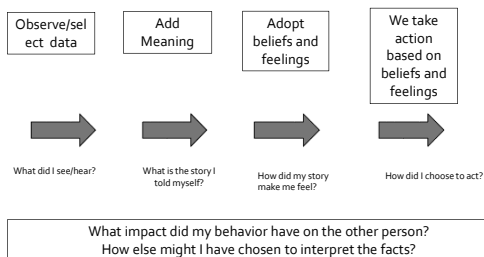 Observe/sel
ect data
Add
Meaning
Adopt
beliefs and
feelings
We take
action
based on
beliefs and
feelings
What did I see/hear?
What is the story I
told myself?
How did my story
make me feel?
How did I choose to act?
What impact did my behavior have on the other person?
How else might I have chosen to interpret the facts?